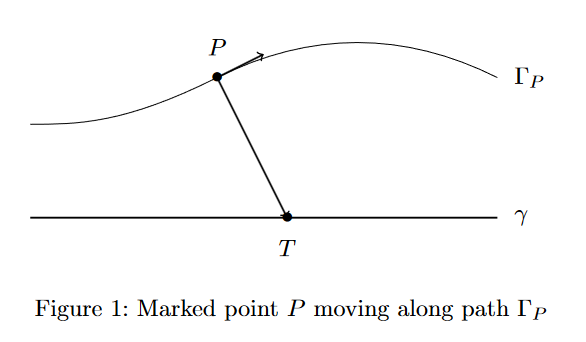 P
Γ_P
γ
T
Figure 1: Marked point P moving along path Γ_P